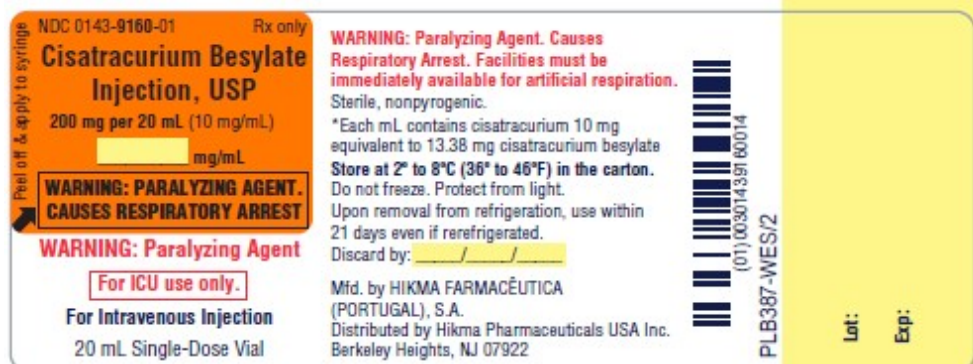 Peel off & apply to syringe
NDC 0143-9160-01 Rx only
Cisatracurium Besylate
Injection, USP
200 mg per 20 mL (10 mg/mL)
_________ mg/mL
WARNING: PARALYZING AGENT.
CAUSES RESPIRATORY ARREST
WARNING: Paralyzing Agent
For ICU use only.
For Intravenous Injection
20 mL Single-Dose Vial
WARNING: Paralyzing Agent. Causes
Respiratory Arrest. Facilities must be
immediately available for artificial respiration.
Sterile, nonpyrogenic.
*Each mL contains cisatracurium 10 mg
equivalent to 13.38 mg cisatracurium besylate
Store at 2° to 8°C (36° to 46°F) in the carton.
Do not freeze. Protect from light.
Upon removal from refrigeration, use within
21 days even if rerefrigerated.
Discard by: _____/_____/_____
Mfd. by HIKMA FARMACÊUTICA
(PORTUGAL), S.A.
Distributed by Hikma Pharmaceuticals USA Inc.
Berkeley Heights, NJ 07922
(01)00301439160014
PLB387-WES/2
Lot:
Exp: